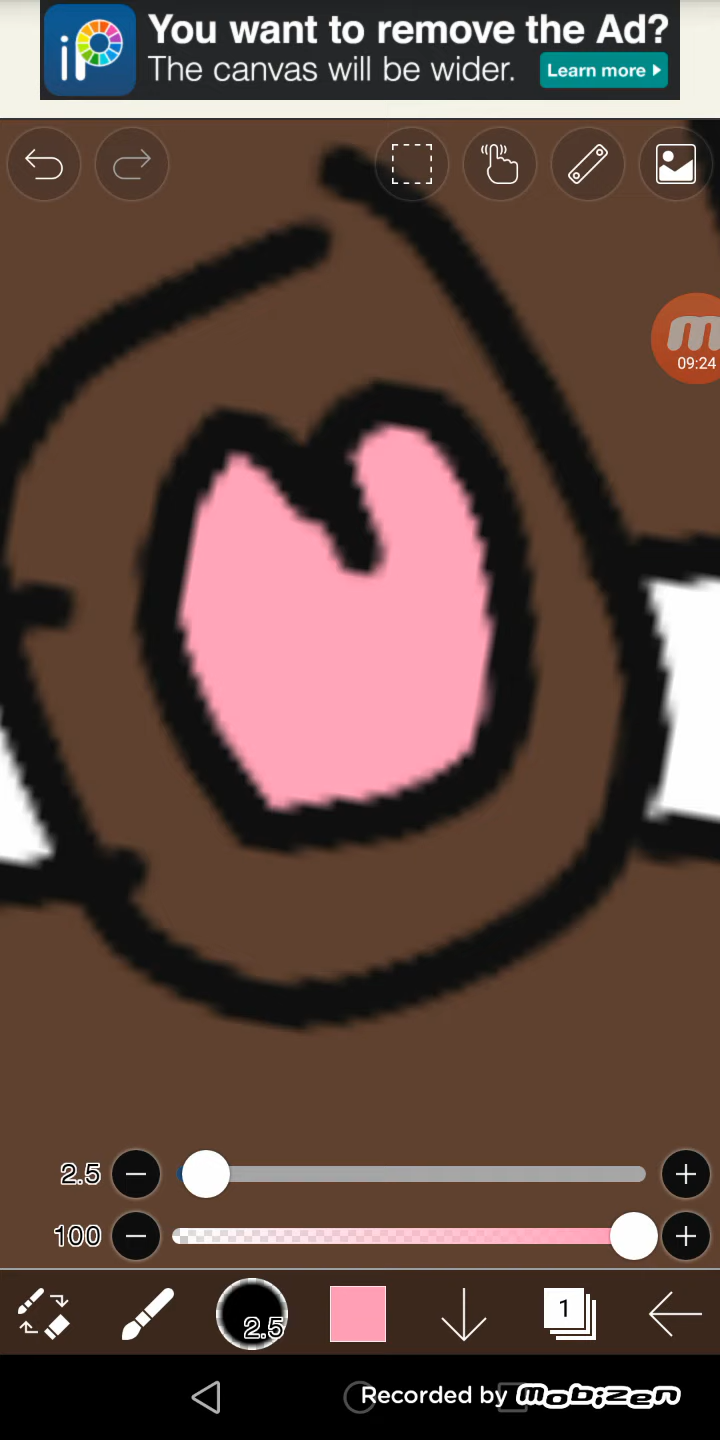 iP
You want to remove the Ad?
The canvas will be wider.
Learn more
09:24
2.5
100
2.5
1
Recorded by mobizen